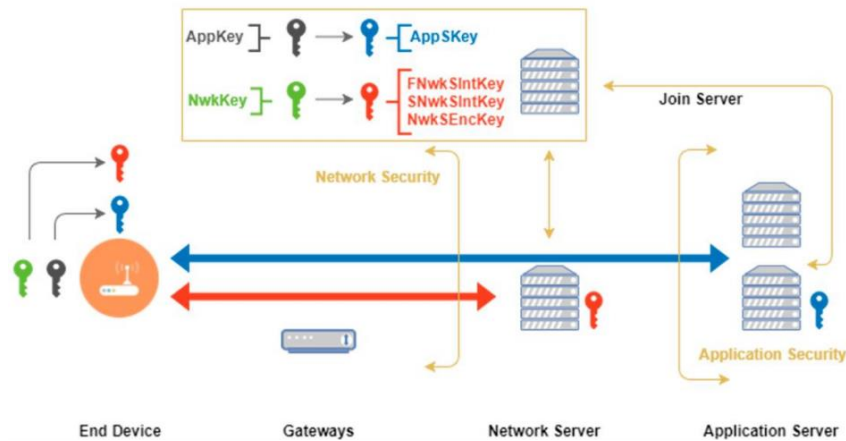 AppKey
AppSKey
NwkKey
FNwkSIntKey
SNwkSIntKey
NwkSEncKey
Join Server
Network Security
Application Security
End Device
Gateways
Network Server
Application Server